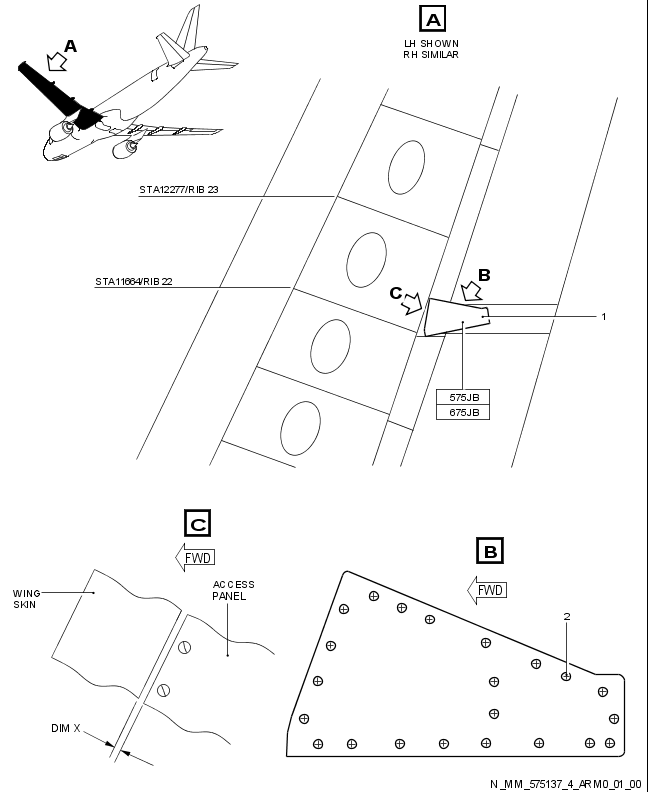 A
A
LH SHOWN
RH SIMILAR
STA12277/RIB 23
STA11664/RIB 22
B
C
1
575JB
675JB
C
FWD
B
FWD
WING
SKIN
ACCESS
PANEL
2
DIM X
N_MM_575137_4_ARM0_01_00